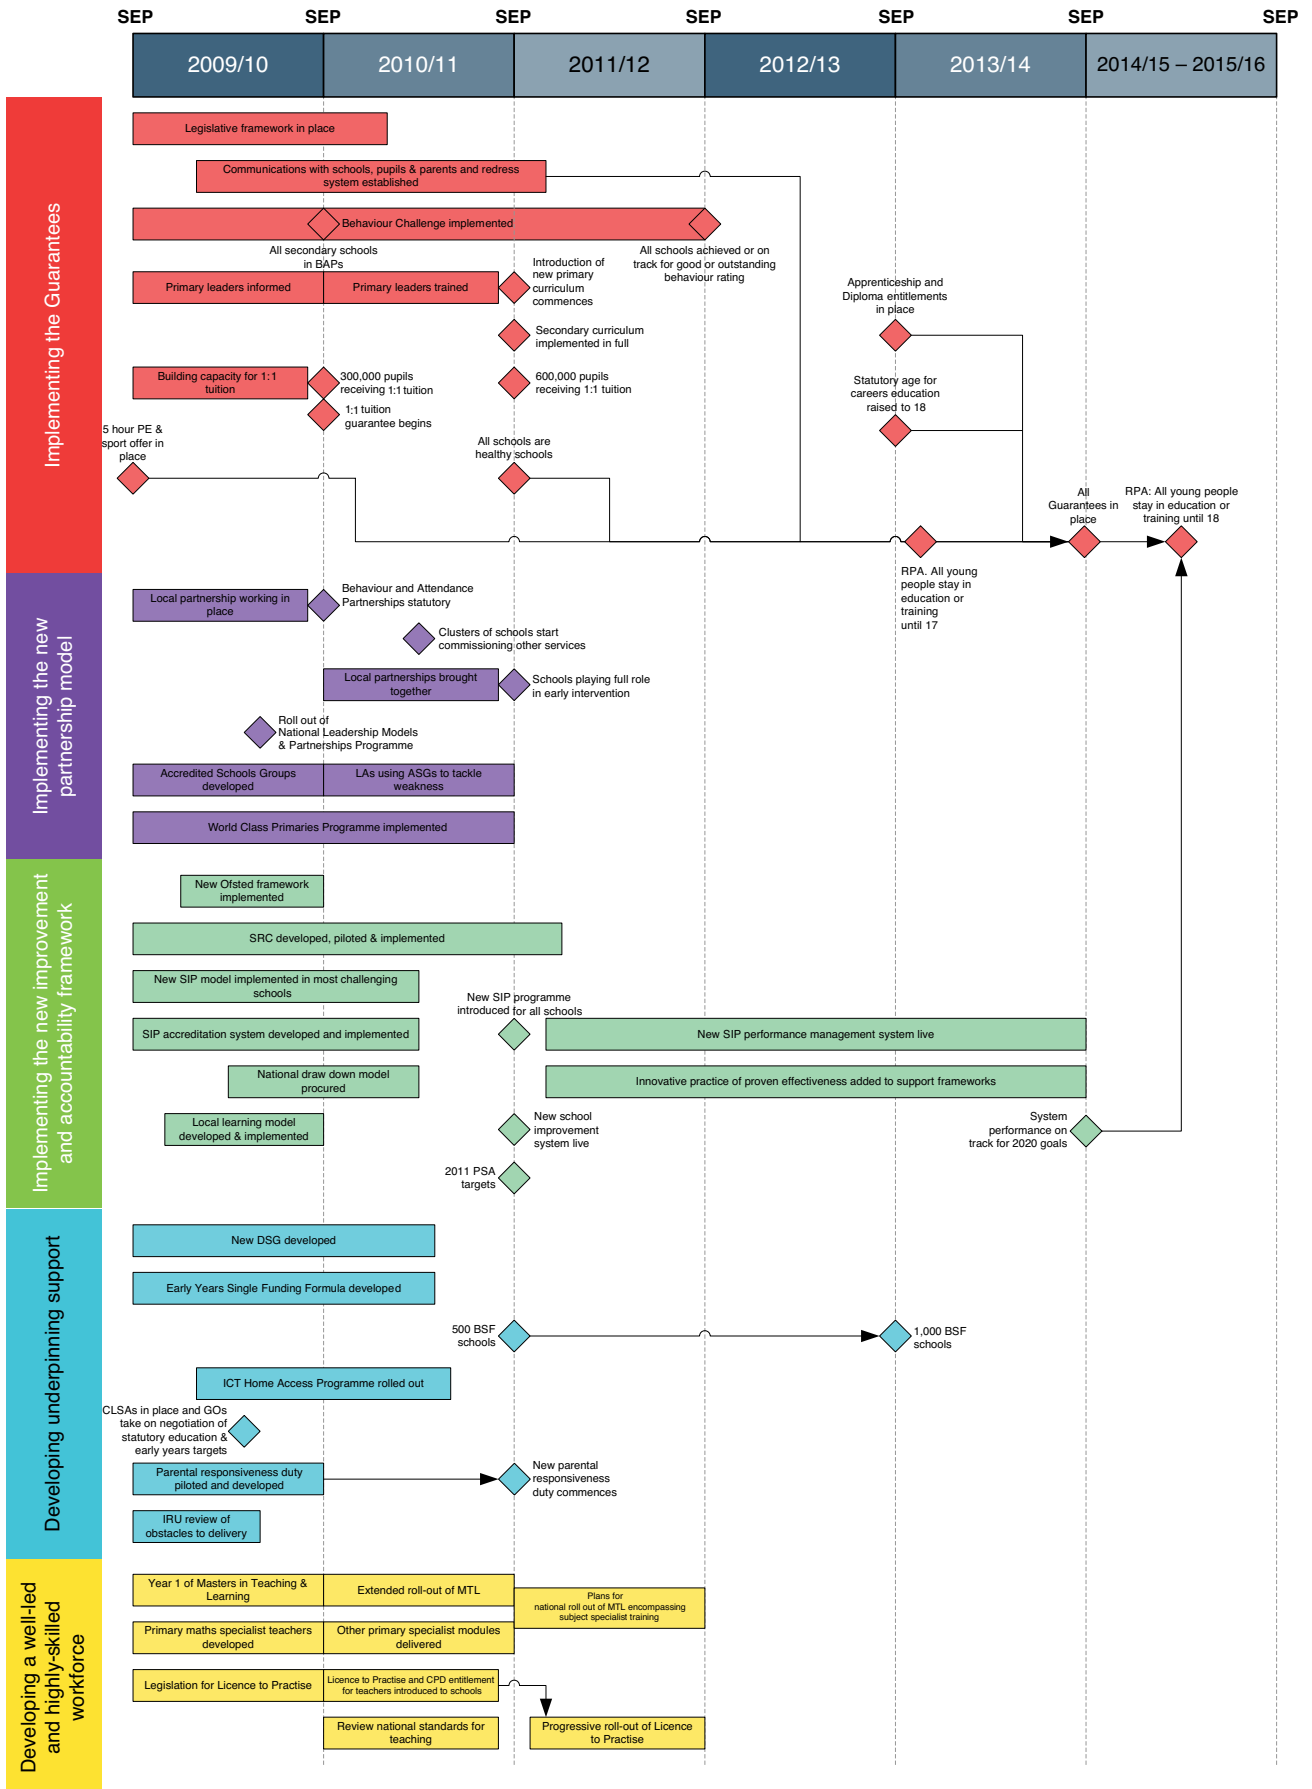 SEP SEP SEP SEP SEP SEP SEP
2009/10 2010/11 2011/12 2012/13 2013/14 2014/15 – 2015/16
Implementing the Guarantees
Legislative framework in place
Communications with schools, pupils & parents and redress
system established
Behaviour Challenge implemented
All secondary schools
in BAPs
All schools achieved or on
track for good or outstanding
behaviour rating
Primary leaders informed
Primary leaders trained
Introduction of
new primary
curriculum
commences
Apprenticeship and
Diploma entitlements
in place
Secondary curriculum
implemented in full
Building capacity for 1:1
tuition
300,000 pupils
receiving 1:1 tuition
600,000 pupils
receiving 1:1 tuition
Statutory age for
careers education
raised to 18
1:1 tuition
guarantee begins
5 hour PE &
sport offer in
place
All schools are
healthy schools
All
Guarantees in
place
RPA: All young people
stay in education or
training until 18
RPA. All young
people stay in
education or
training
until 17
Implementing the new
partnership model
Local partnership working in
place
Behaviour and Attendance
Partnerships statutory
Clusters of schools start
commissioning other services
Local partnerships brought
together
Schools playing full role
in early intervention
Roll out of
National Leadership Models
& Partnerships Programme
Accredited Schools Groups
developed
LAs using ASGs to tackle
weakness
World Class Primaries Programme implemented
Implementing the new improvement
and accountability framework
New Ofsted framework
implemented
SRC developed, piloted & implemented
New SIP model implemented in most challenging
schools
New SIP programme
introduced for all schools
SIP accreditation system developed and implemented
New SIP performance management system live
National draw down model
procured
Innovative practice of proven effectiveness added to support frameworks
Local learning model
developed & implemented
New school
improvement
system live
System
performance on
track for 2020 goals
2011 PSA
targets
Developing underpinning support
New DSG developed
Early Years Single Funding Formula developed
500 BSF
schools
1,000 BSF
schools
ICT Home Access Programme rolled out
CLSAs in place and GOs
take on negotiation of
statutory education &
early years targets
Parental responsiveness duty
piloted and developed
New parental
responsiveness
duty commences
IRU review of
obstacles to delivery
Developing a well-led
and highly-skilled
workforce
Year 1 of Masters in Teaching &
Learning
Extended roll-out of MTL
Plans for
national roll out of MTL encompassing
subject specialist training
Primary maths specialist teachers
developed
Other primary specialist modules
delivered
Legislation for Licence to Practise
Licence to Practise and CPD entitlement
for teachers introduced to schools
Review national standards for
teaching
Progressive roll-out of Licence
to Practise